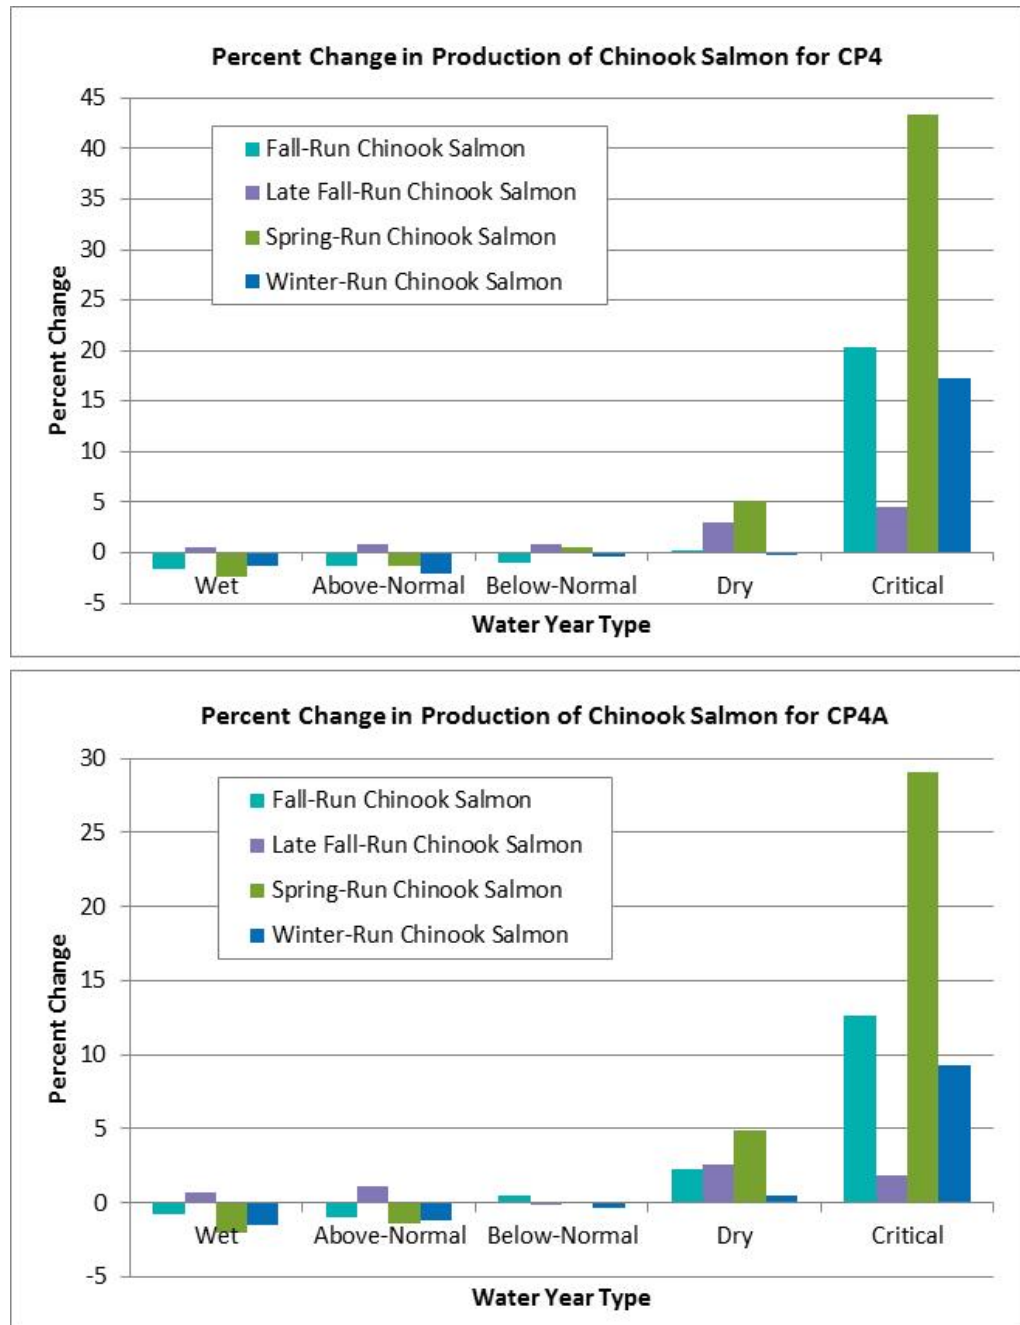 Percent Change in Production of Chinook Salmon for CP4
45
40
35
30
25
20
15
10
5
0
-5
Percent Change
Fall-Run Chinook Salmon
Late Fall-Run Chinook Salmon
Spring-Run Chinook Salmon
Winter-Run Chinook Salmon
Wet Above-Normal Below-Normal Dry Critical
Water Year Type
Percent Change in Production of Chinook Salmon for CP4A
30
25
20
15
10
5
0
-5
Percent Change
Fall-Run Chinook Salmon
Late Fall-Run Chinook Salmon
Spring-Run Chinook Salmon
Winter-Run Chinook Salmon
Wet Above-Normal Below-Normal Dry Critical
Water Year Type